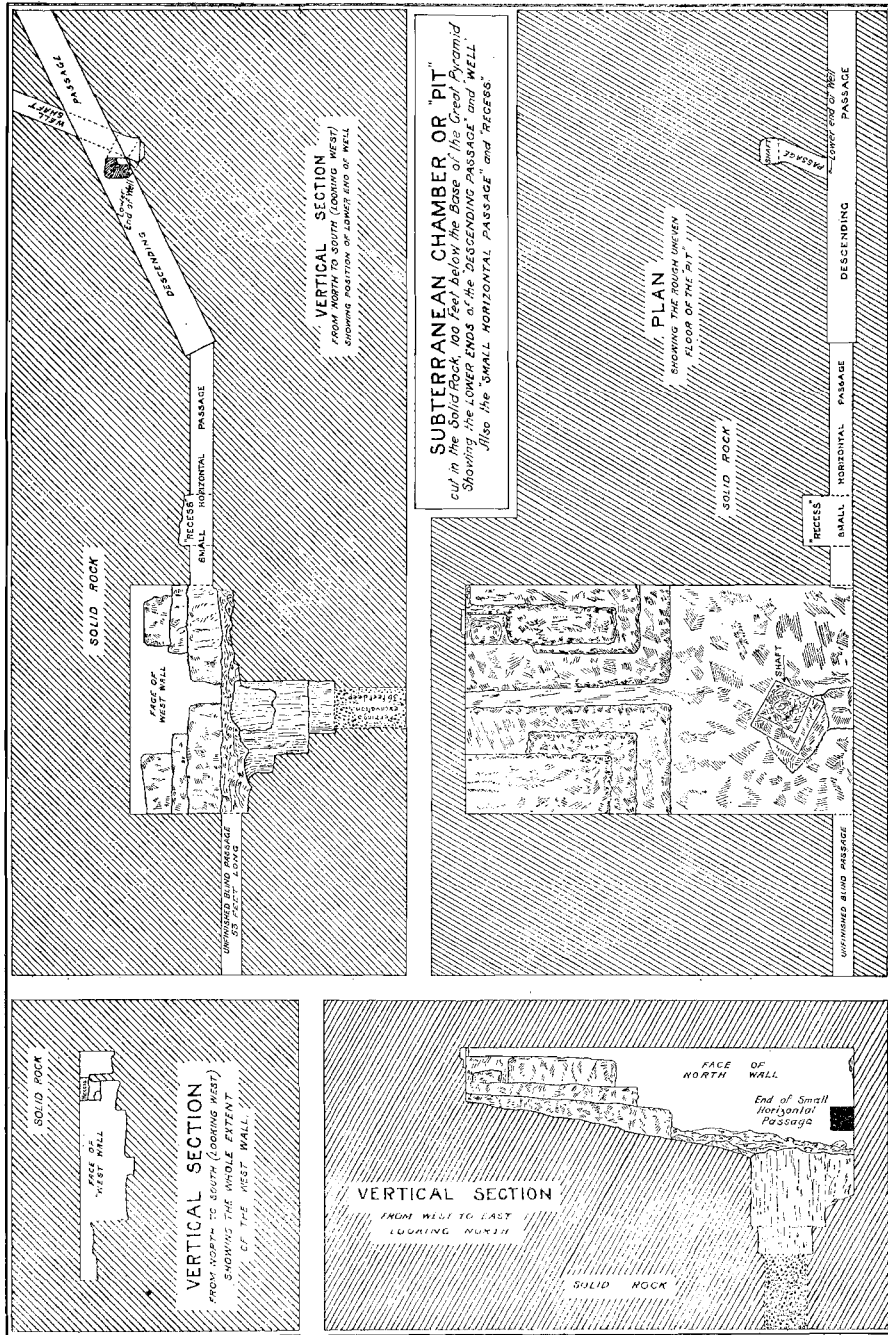 SUBTERRANEAN CHAMBER OR "PIT"
cut in the Solid Rock, 100 Feet below the Base of the Great Pyramid
Showing the LOWER ENDS of the "DESCENDING PASSAGE" and "WELL"
Also the "SMALL HORIZONTAL PASSAGE" and "RECESS"
VERTICAL SECTION
FROM NORTH TO SOUTH (LOOKING WEST)
SHOWING POSITION OF LOWER END OF WELL
SOLID ROCK
WELL
SHAFT
PASSAGE
DESCENDING
Lower
End of Well
"RECESS"
SMALL HORIZONTAL PASSAGE
FACE OF
WEST WALL
excavation
UNFINISHED BLIND PASSAGE
53 FEET LONG
PLAN
SHOWING THE ROUGH UNEVEN
FLOOR OF THE "PIT"
SOLID ROCK
SHAFT
PASSAGE
Lower end of Well
DESCENDING PASSAGE
"RECESS"
SMALL HORIZONTAL PASSAGE
SHAFT
UNFINISHED BLIND PASSAGE
SOLID ROCK
FACE OF
WEST WALL
VERTICAL SECTION
FROM NORTH TO SOUTH (LOOKING WEST)
SHOWING THE WHOLE EXTENT
OF THE WEST WALL
FACE OF
NORTH WALL
End of Small
Horizontal
Passage
VERTICAL SECTION
FROM WEST TO EAST
LOOKING NORTH
SOLID ROCK